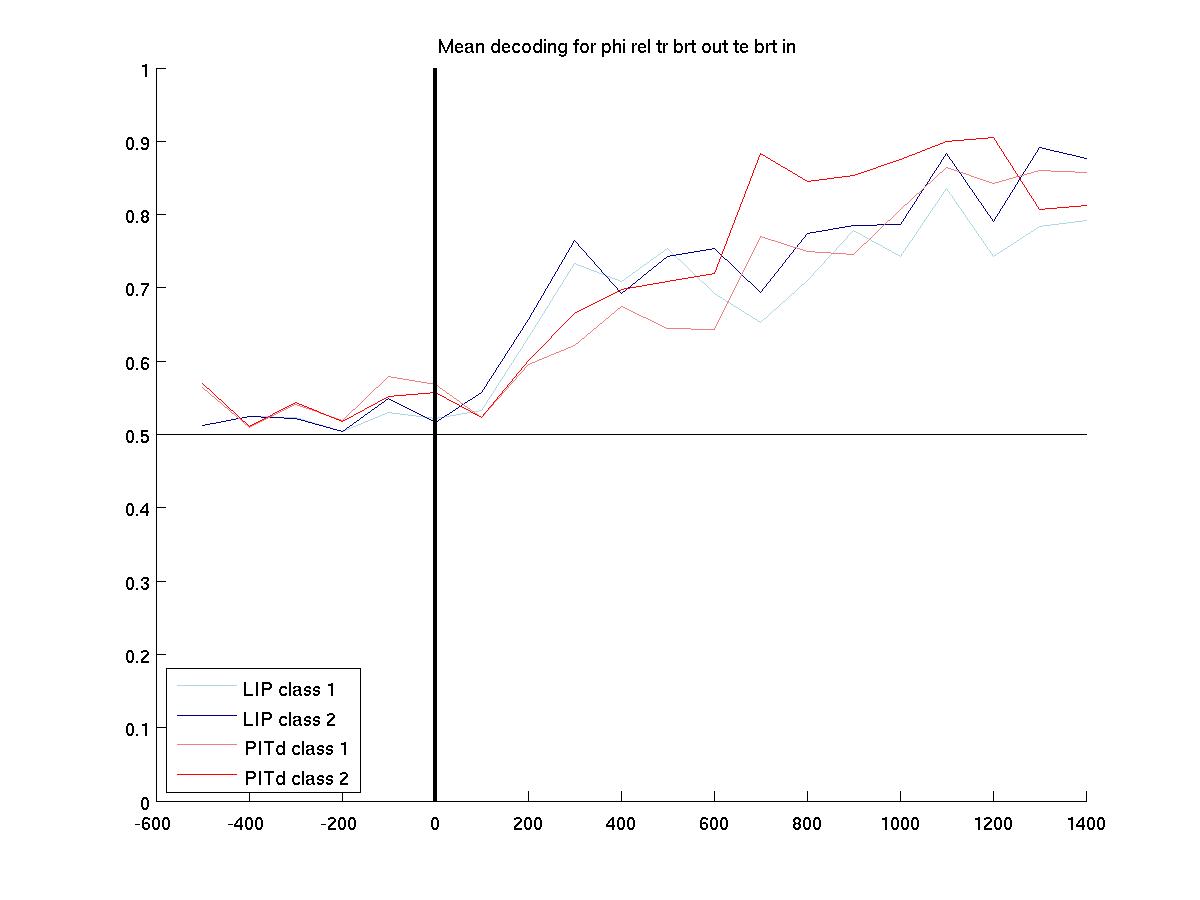 Mean decoding for phi rel tr brt out te brt in
1
0.9
0.8
0.7
0.6
0.5
0.4
0.3
0.2
0.1
0
LIP class 1
LIP class 2
PITd class 1
PITd class 2
-600 -400 -200 0 200 400 600 800 1000 1200 1400